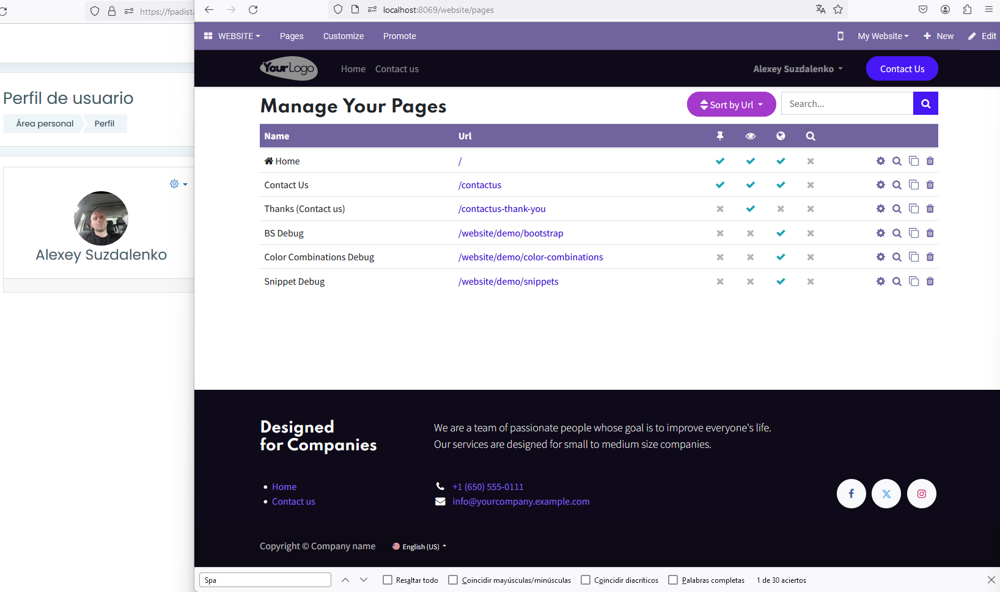 https://fpadista
Perfil de usuario
Área personal
Perfil
Alexey Suzdalenko
localhost:8069/website/pages
WEBSITE
Pages
Customize
Promote
My Website
New
Edit
YourLogo
Home
Contact us
Alexey Suzdalenko
Contact Us
Manage Your Pages
Sort by Url
Search...
Name Url
Home /
Contact Us /contactus
Thanks (Contact us) /contactus-thank-you
BS Debug /website/demo/bootstrap
Color Combinations Debug /website/demo/color-combinations
Snippet Debug /website/demo/snippets
Designed
for Companies
We are a team of passionate people whose goal is to improve everyone's life.
Our services are designed for small to medium size companies.
Home
Contact us
+1 (650) 555-0111
info@yourcompany.example.com
Copyright © Company name
English (US)
Spa
Resaltar todo
Coincidir mayúsculas/minúsculas
Coincidir diacríticos
Palabras completas
1 de 30 aciertos